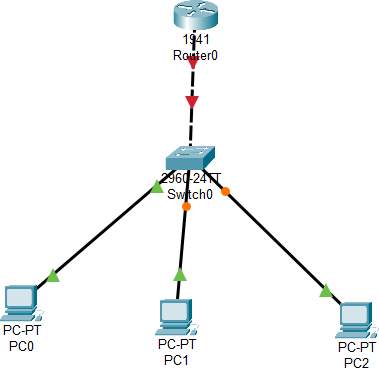 1941
Router0
2960-24TT
Switch0
PC-PT
PC0
PC-PT
PC1
PC-PT
PC2